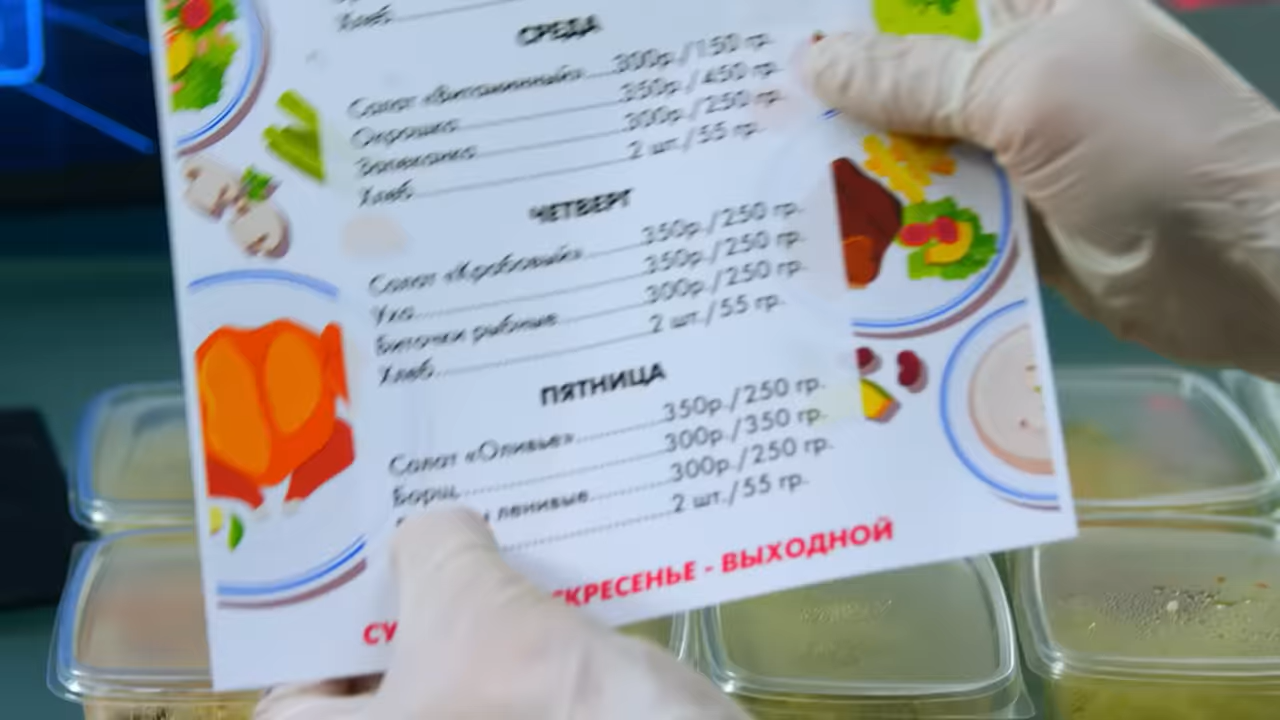 Хлеб
СРЕДА
Салат «Витаминный»....300р./150 гр.
Окрошка..........350р./450 гр.
Запеканка..........300р./250 гр.
Хлеб..........2 шт./55 гр.
ЧЕТВЕРГ
Салат «Крабовый»..........350р./250 гр.
Уха..........350р./250 гр.
Биточки рыбные..........300р./250 гр.
Хлеб..........2 шт./55 гр.
ПЯТНИЦА
Салат «Оливье»..........350р./250 гр.
Борщ..........300р./350 гр.
ленивые..........300р./250 гр.
..........2 шт./55 гр.
СУ СКРЕСЕНЬЕ - ВЫХОДНОЙ